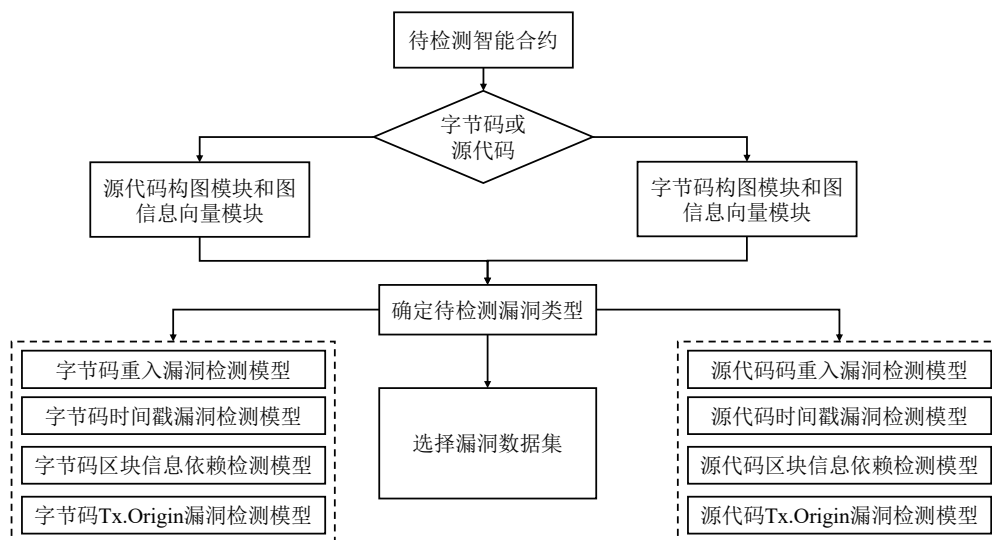 待检测智能合约
字节码或
源代码
源代码构图模块和图
信息向量模块
字节码构图模块和图
信息向量模块
确定待检测漏洞类型
字节码重入漏洞检测模型
字节码时间戳漏洞检测模型
字节码区块信息依赖检测模型
字节码Tx.Origin漏洞检测模型
选择漏洞数据集
源代码码重入漏洞检测模型
源代码时间戳漏洞检测模型
源代码区块信息依赖检测模型
源代码Tx.Origin漏洞检测模型